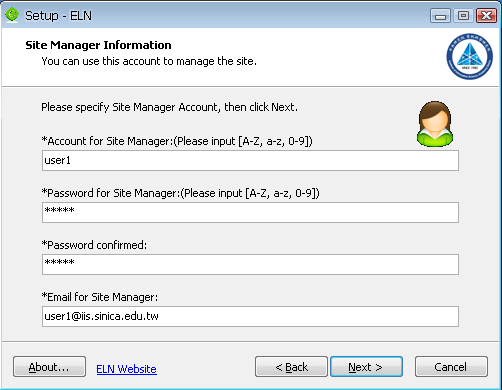 Setup - ELN
Site Manager Information
You can use this account to manage the site.
Please specify Site Manager Account, then click Next.
*Account for Site Manager:(Please input [A-Z, a-z, 0-9])
user1
*Password for Site Manager:(Please input [A-Z, a-z, 0-9])
*****
*Password confirmed:
*****
*Email for Site Manager:
user1@iis.sinica.edu.tw
About... ELN Website < Back Next > Cancel